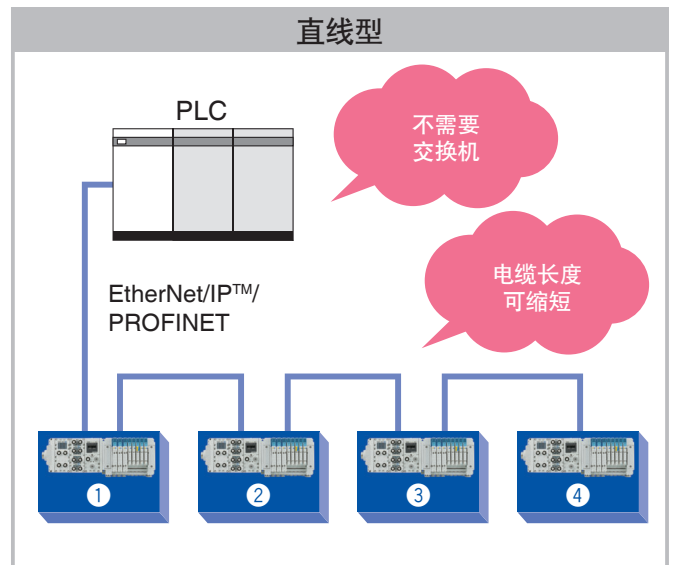 直线型
PLC
不需要
交换机
电缆长度
可缩短
EtherNet/IP™/
PROFINET
1
2
3
4